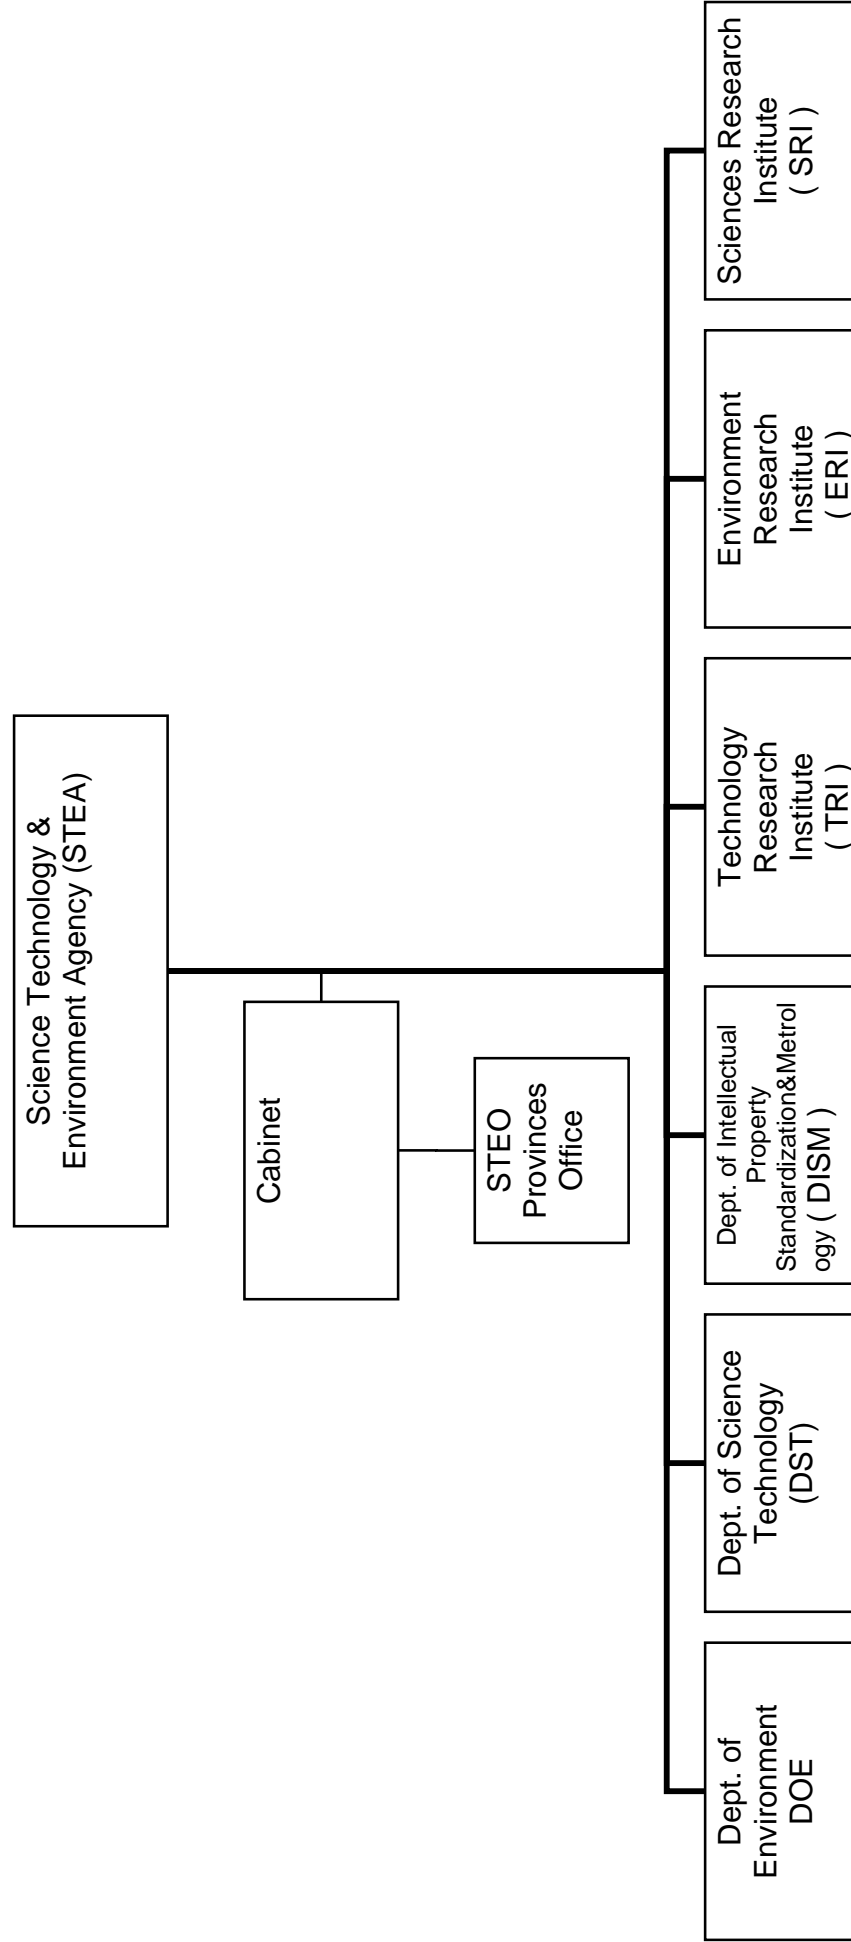 Science Technology &
Environment Agency (STEA)
Cabinet
STEO
Provinces
Office
Dept. of
Environment
DOE
Dept. of Science
Technology
(DST)
Dept. of Intellectual
Property
Standardization&Metrol
ogy ( DISM )
Technology
Research
Institute
( TRI )
Environment
Research
Institute
( ERI )
Sciences Research
Institute
( SRI )